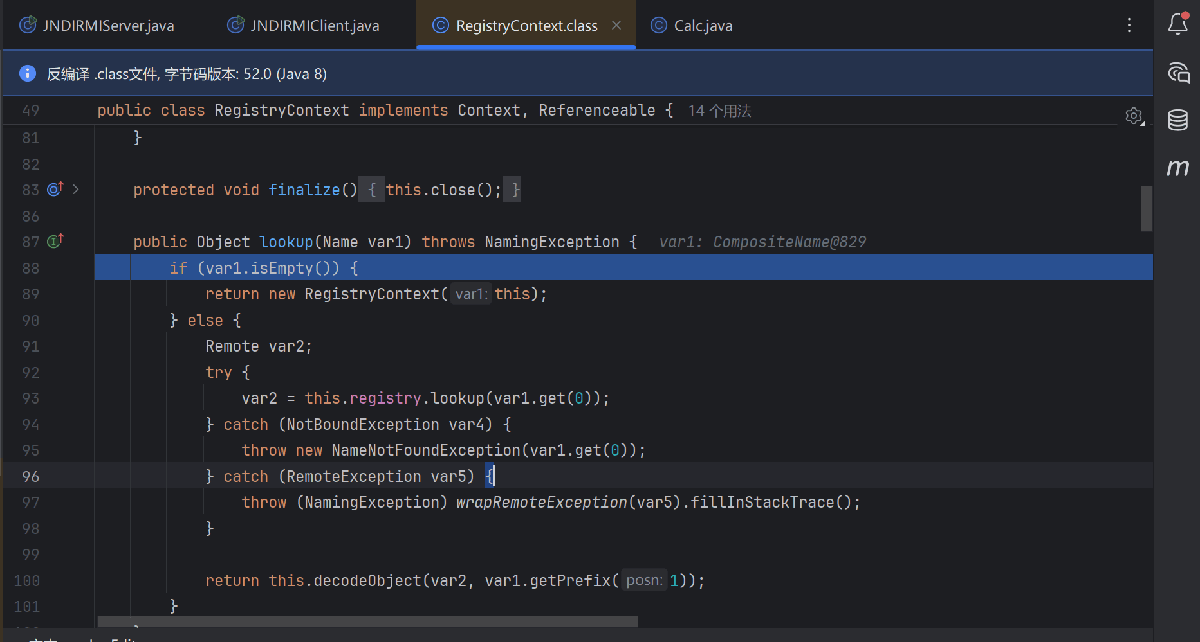 JNDIRMIServer.java JNDIRMIClient.java RegistryContext.class Calc.java
反编译 .class文件, 字节码版本: 52.0 (Java 8)
49 public class RegistryContext implements Context, Referenceable { 14 个用法
81 }
82
83 protected void finalize() { this.close(); }
86
87 public Object lookup(Name var1) throws NamingException { var1: CompositeName@829
88 if (var1.isEmpty()) {
89 return new RegistryContext( var1: this);
90 } else {
91 Remote var2;
92 try {
93 var2 = this.registry.lookup(var1.get(0));
94 } catch (NotBoundException var4) {
95 throw new NameNotFoundException(var1.get(0));
96 } catch (RemoteException var5) {
97 throw (NamingException) wrapRemoteException(var5).fillInStackTrace();
98 }
99
100 return this.decodeObject(var2, var1.getPrefix( posn: 1));
101 }